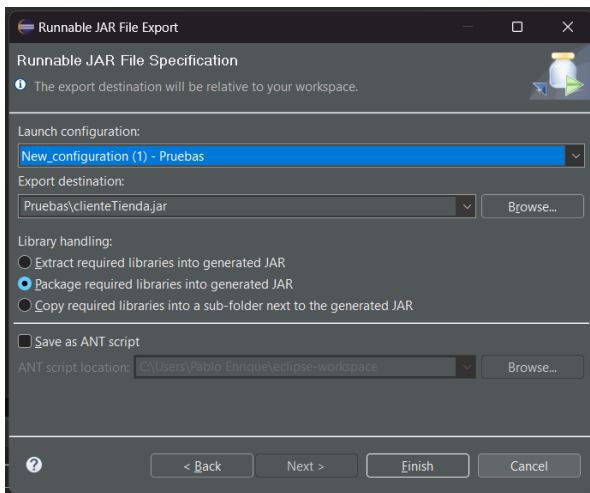 Runnable JAR File Export
Runnable JAR File Specification
The export destination will be relative to your workspace.
Launch configuration:
New_configuration (1) - Pruebas
Export destination:
Pruebas\clienteTienda.jar
Browse...
Library handling:
Extract required libraries into generated JAR
Package required libraries into generated JAR
Copy required libraries into a sub-folder next to the generated JAR
Save as ANT script
ANT script location: C:\Users\Pablo Enrique\eclipse-workspace
Browse...
< Back Next > Finish Cancel